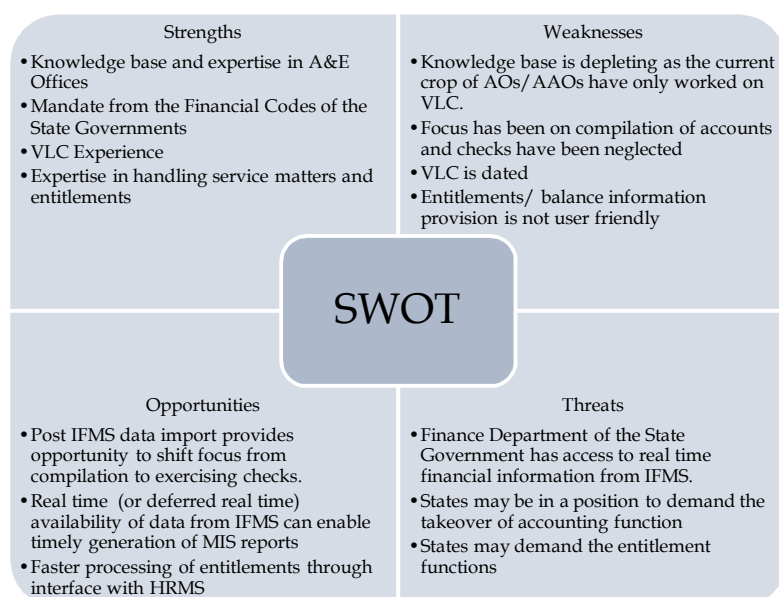 Strengths
•Knowledge base and expertise in A&E
Offices
•Mandate from the Financial Codes of the
State Governments
•VLC Experience
•Expertise in handling service matters and
entitlements
Weaknesses
•Knowledge base is depleting as the current
crop of AOs/AAOs have only worked on
VLC.
•Focus has been on compilation of accounts
and checks have been neglected
•VLC is dated
•Entitlements/ balance information
provision is not user friendly
SWOT
Opportunities
•Post IFMS data import provides
opportunity to shift focus from
compilation to exercising checks.
•Real time (or deferred real time)
availability of data from IFMS can enable
timely generation of MIS reports
•Faster processing of entitlements through
interface with HRMS
Threats
•Finance Department of the State
Government has access to real time
financial information from IFMS.
•States may be in a position to demand the
takeover of accounting function
•States may demand the entitlement
functions